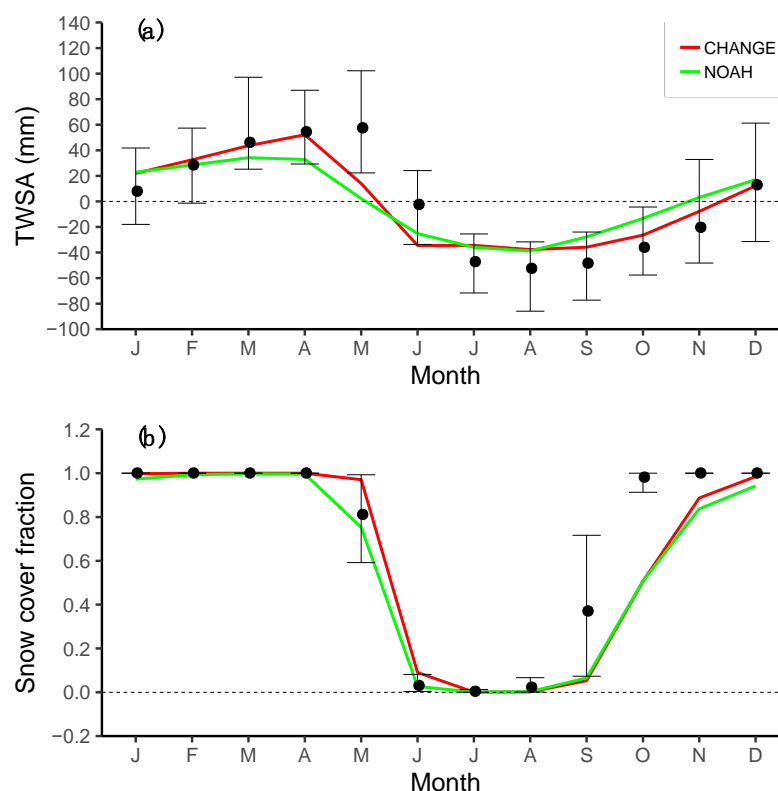 (a)
CHANGE
NOAH
TWSA (mm)
140
120
100
80
60
40
20
0
−20
−40
−60
−80
−100
J F M A M J J A S O N D
Month
(b)
Snow cover fraction
1.2
1.0
0.8
0.6
0.4
0.2
0.0
−0.2
J F M A M J J A S O N D
Month